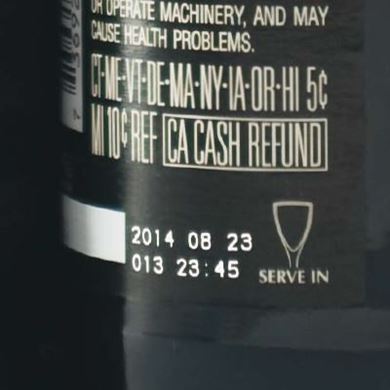 OR OPERATE MACHINERY, AND MAY
CAUSE HEALTH PROBLEMS.
CT·ME·VT·DE·MA·NY·IA·OR·HI 5¢
MI 10¢ REF CA CASH REFUND
2014 08 23
013 23:45
SERVE IN